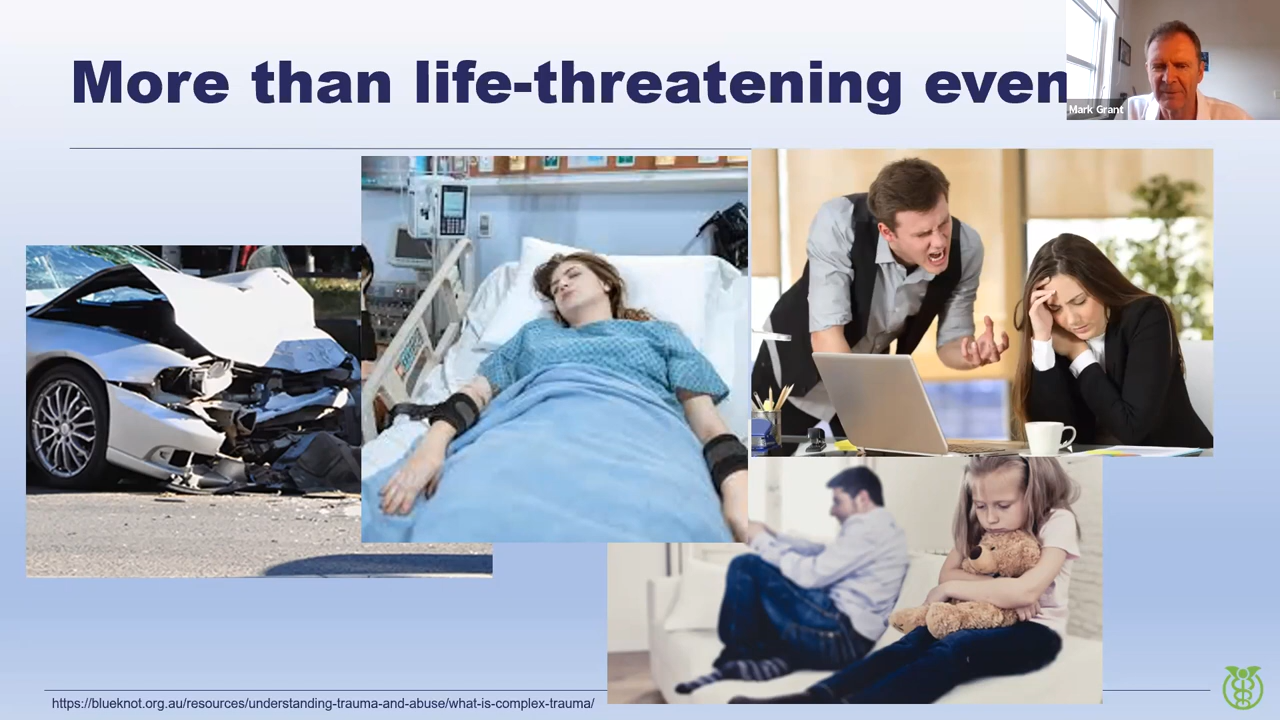 More than life-threatening even
Mark Grant
http://blueknot.org.au/resources/understanding-trauma-and-abuse/what-is-complex-trauma/